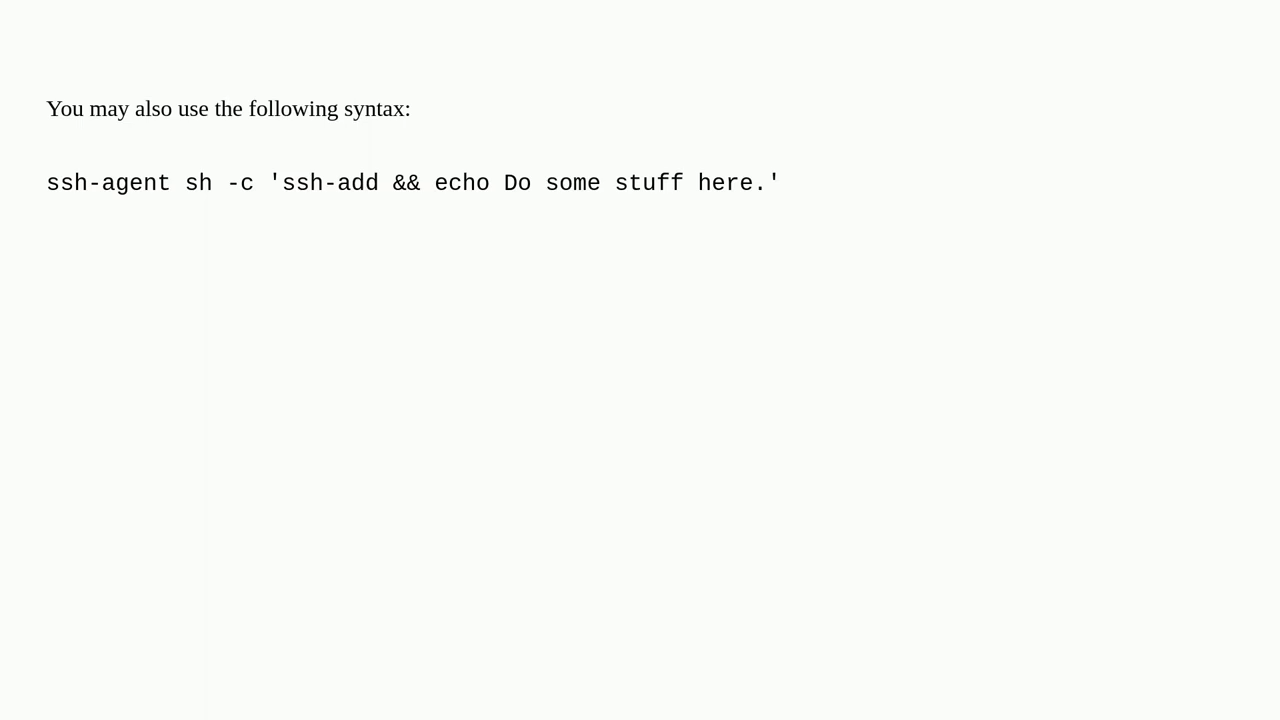 You may also use the following syntax:
ssh-agent sh -c 'ssh-add && echo Do some stuff here.'